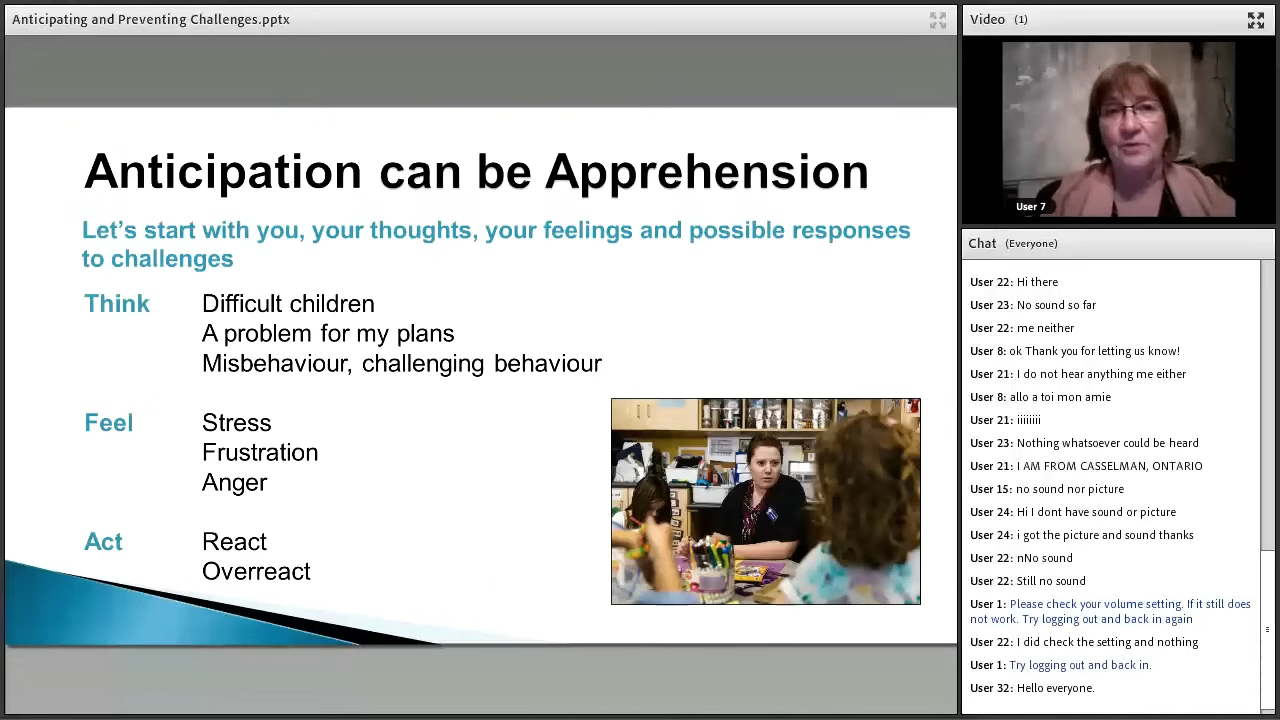 Anticipating and Preventing Challenges.pptx
Anticipation can be Apprehension
Let's start with you, your thoughts, your feelings and possible responses
to challenges
Think
Difficult children
A problem for my plans
Misbehaviour, challenging behaviour
Feel
Stress
Frustration
Anger
Act
React
Overreact
Video (1)
User 7
Chat (Everyone)
User 22: Hi there
User 23: No sound so far
User 22: me neither
User 8: ok Thank you for letting us know!
User 21: I do not hear anything me either
User 8: allo a toi mon amie
User 21: iiiiiiii
User 23: Nothing whatsoever could be heard
User 21: I AM FROM CASSELMAN, ONTARIO
User 15: no sound nor picture
User 24: Hi I dont have sound or picture
User 24: i got the picture and sound thanks
User 22: nNo sound
User 22: Still no sound
User 1: Please check your volume setting. If it still does
not work. Try logging out and back in again
User 22: I did check the setting and nothing
User 1: Try logging out and back in.
User 32: Hello everyone.